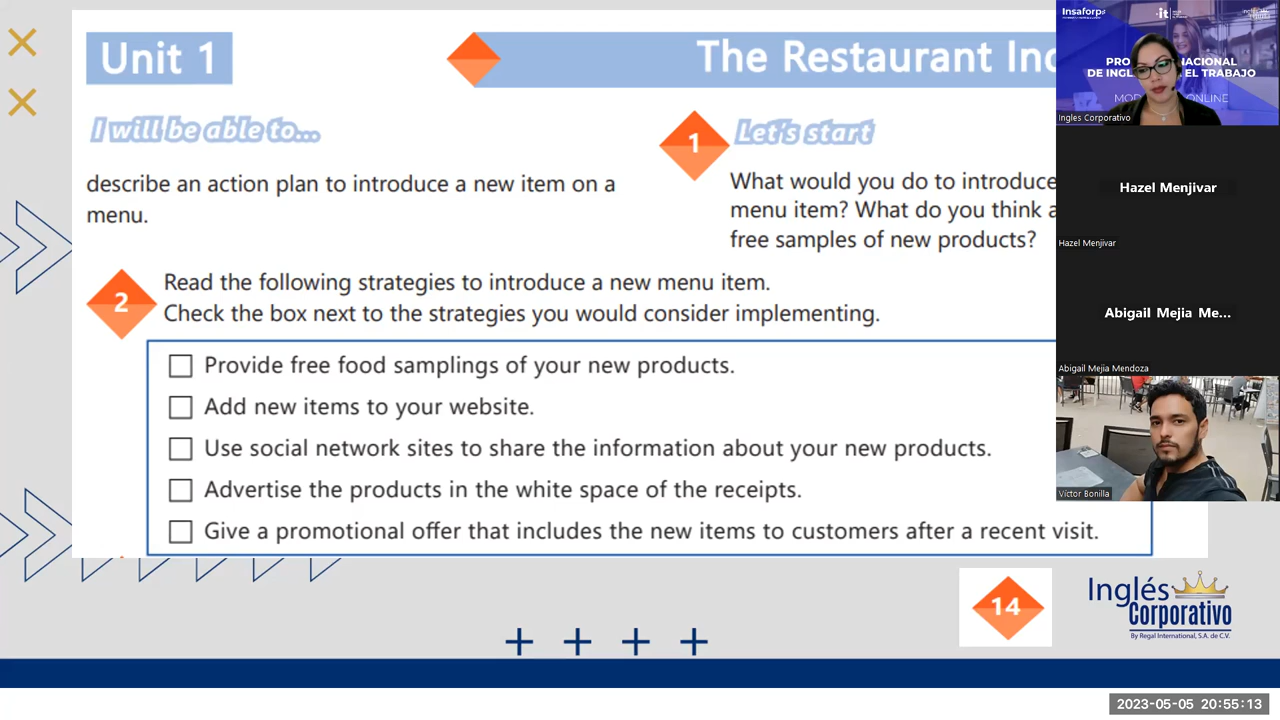 Unit 1
The Restaurant
I will be able to...
describe an action plan to introduce a new item on a
menu.
1
Let's start
What would you do to introduce
menu item? What do you think
free samples of new products?
2
Read the following strategies to introduce a new menu item.
Check the box next to the strategies you would consider implementing.
Provide free food samplings of your new products.
Add new items to your website.
Use social network sites to share the information about your new products.
Advertise the products in the white space of the receipts.
Give a promotional offer that includes the new items to customers after a recent visit.
14
Inglés
Corporativo
By Regal International, S.A. de C.V.
Insaforp
it
DE INGL EL TRABAJO
Ingles Corporativo
Hazel Menjivar
Hazel Menjivar
Abigail Mejia Me...
Abigail Mejia Mendoza
Víctor Bonilla
2023-05-05 20:55:13